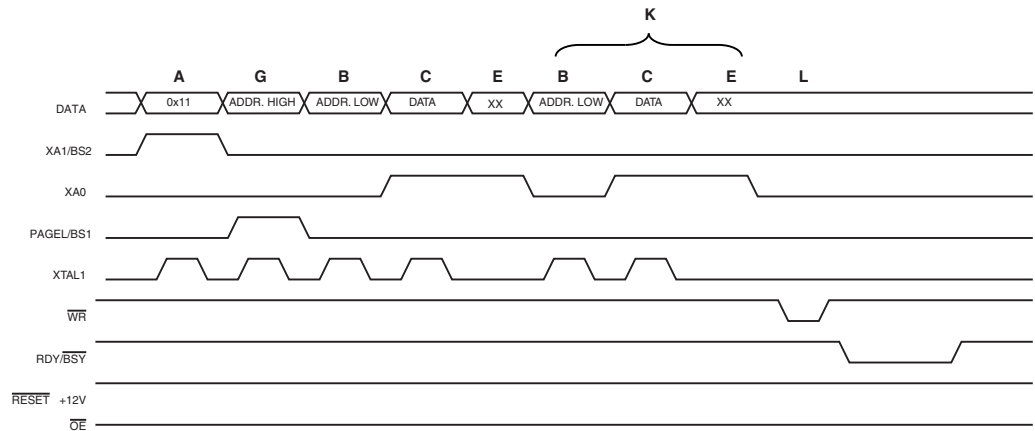 K
A G B C E B C E L
DATA 0x11 ADDR. HIGH ADDR. LOW DATA XX ADDR. LOW DATA XX
XA1/BS2
XA0
PAGEL/BS1
XTAL1
WR
RDY/BSY
RESET +12V
OE